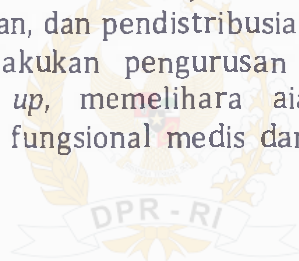 an, dan pendistribusia
akukan pengurusan
up, memelihara aia
fungsional medis dar
DPR - RI